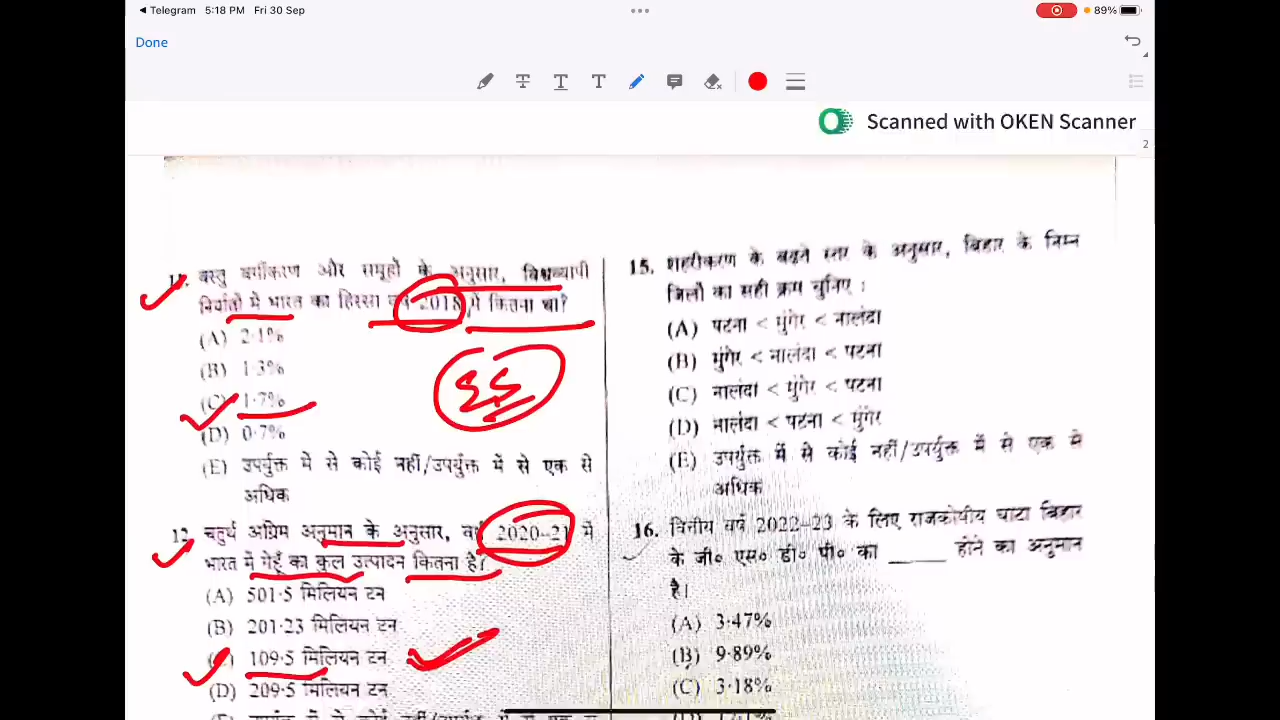 Telegram 5:18 PM Fri 30 Sep
89%
Done
T T T
Scanned with OKEN Scanner
2
वस्तु वर्गीकरण और समूहों के अनुसार, विश्वव्यापी
निर्यातों में भारत का हिस्सा 2018 में कितना था?
(A) 2·1%
(B) 1·3%
(C) 1·7%
(D) 0·7%
(E) उपर्युक्त में से कोई नहीं/उपर्युक्त में से एक से
अधिक
12. चतुर्थ अग्रिम अनुमान के अनुसार, वर्ष 2020-21 में
भारत में गेहूँ का कुल उत्पादन कितना है?
(A) 501·5 मिलियन टन
(B) 201·23 मिलियन टन
109·5 मिलियन टन
(D) 209·5 मिलियन टन
15. शहरीकरण के बढ़ते स्तर के अनुसार, बिहार के निम्न
जिलों का सही क्रम चुनिए :
(A) पटना < मुंगेर < नालंदा
(B) मुंगेर < नालंदा < पटना
(C) नालंदा < मुंगेर < पटना
(D) नालंदा < पटना < मुंगेर
(E) उपर्युक्त में से कोई नहीं/उपर्युक्त में से एक से
अधिक
16. वित्तीय वर्ष 2022-23 के लिए राजकोषीय घाटा बिहार
के जी० एस० डी० पी० का ______ होने का अनुमान
है।
(A) 3·47%
(B) 9·89%
(C) 3·18%